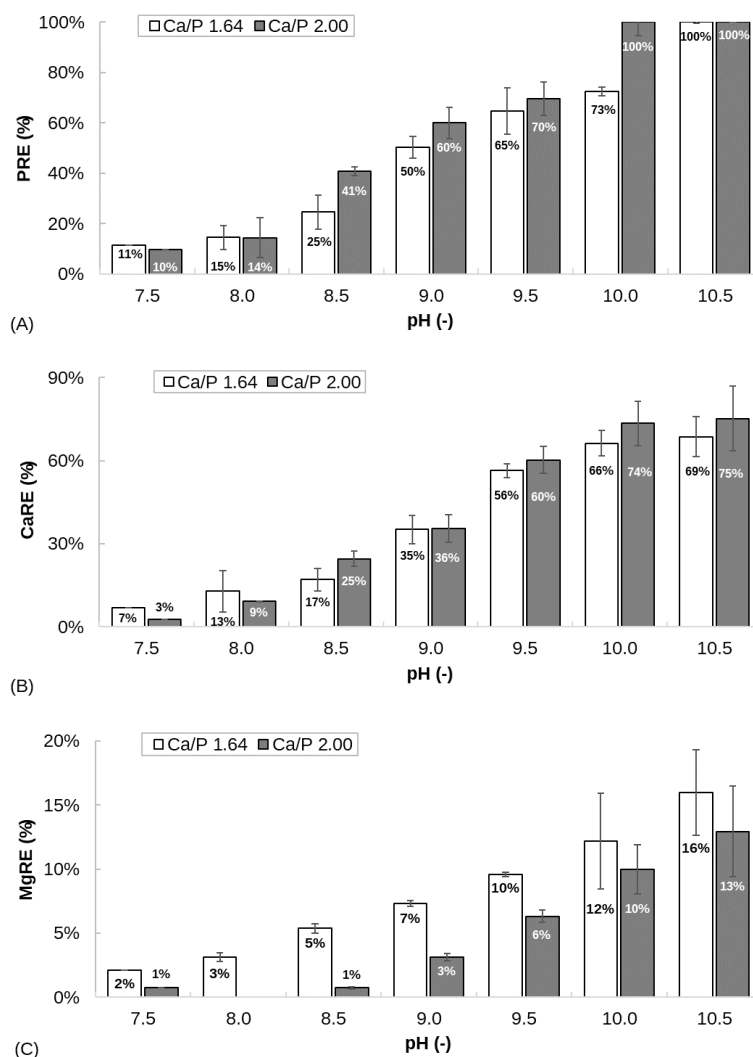 Ca/P 1.64 Ca/P 2.00
PRE (%)
100%
80%
60%
40%
20%
0%
11% 10% 15% 14% 25% 41% 50% 60% 65% 70% 73% 100% 100% 100%
7.5 8.0 8.5 9.0 9.5 10.0 10.5
pH (-)
(A)
Ca/P 1.64 Ca/P 2.00
CaRE (%)
90%
60%
30%
0%
7% 3% 13% 9% 17% 25% 35% 36% 56% 60% 66% 74% 69% 75%
7.5 8.0 8.5 9.0 9.5 10.0 10.5
pH (-)
(B)
Ca/P 1.64 Ca/P 2.00
MgRE (%)
20%
15%
10%
5%
0%
2% 1% 3% 5% 1% 7% 3% 10% 6% 12% 10% 16% 13%
7.5 8.0 8.5 9.0 9.5 10.0 10.5
pH (-)
(C)